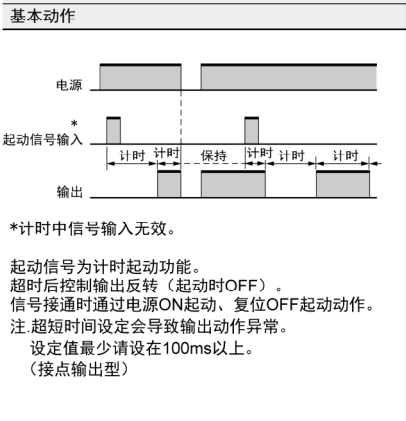 基本动作
电源
*
起动信号输入
计时 计时 保持 计时 计时 计时
输出
*计时中信号输入无效。
起动信号为计时起动功能。
超时后控制输出反转（起动时OFF）。
信号接通时通过电源ON起动、复位OFF起动动作。
注.超短时间设定会导致输出动作异常。
设定值最少请设在100ms以上。
（接点输出型）